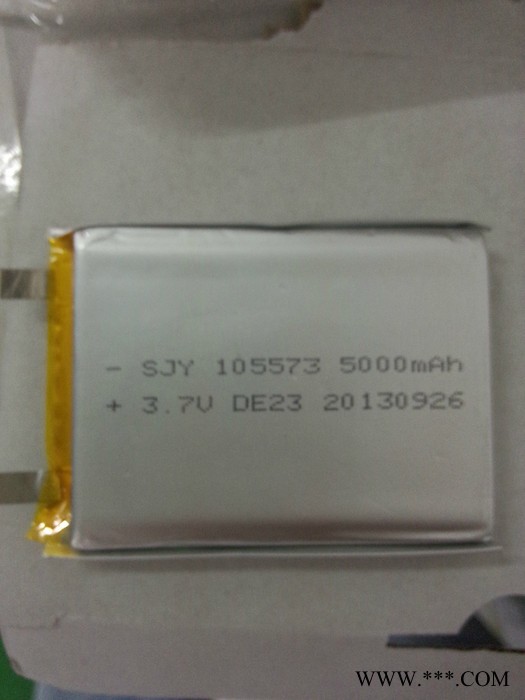 - SJY 105573 5000mAh
+ 3.7V DE23 20130926
WWW.***.COM